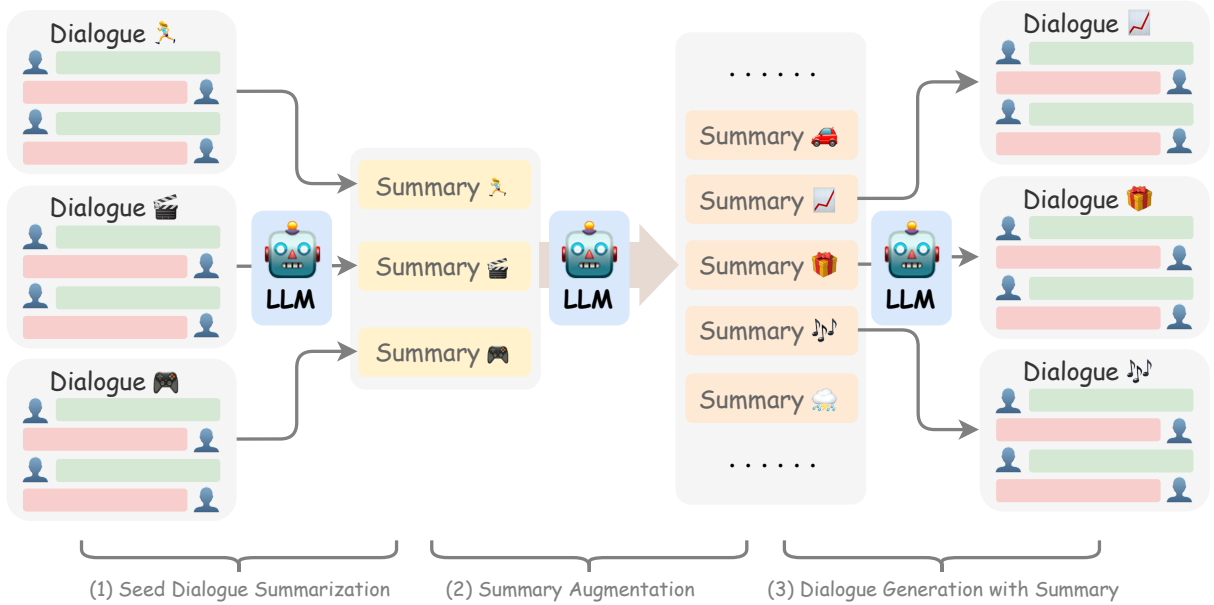 Dialogue
Dialogue
Dialogue
LLM
Summary
Summary
Summary
LLM
. . . . . .
Summary
Summary
Summary
Summary
Summary
. . . . . .
LLM
Dialogue
Dialogue
Dialogue
(1) Seed Dialogue Summarization
(2) Summary Augmentation
(3) Dialogue Generation with Summary